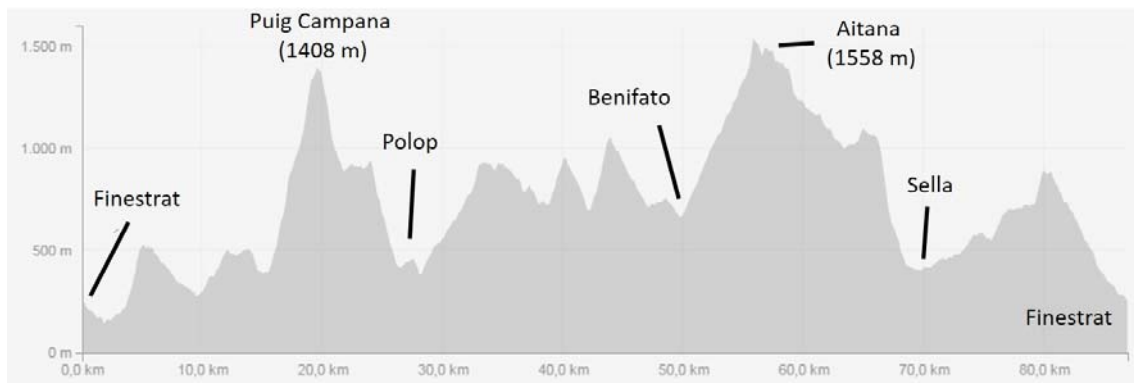 Puig Campana
(1408 m)
Aitana
(1558 m)
1.500 m
Benifato
Polop
1.000 m
Finestrat
Sella
500 m
Finestrat
0 m
0,0 km
10,0 km
20,0 km
30,0 km
40,0 km
50,0 km
60,0 km
70,0 km
80,0 km